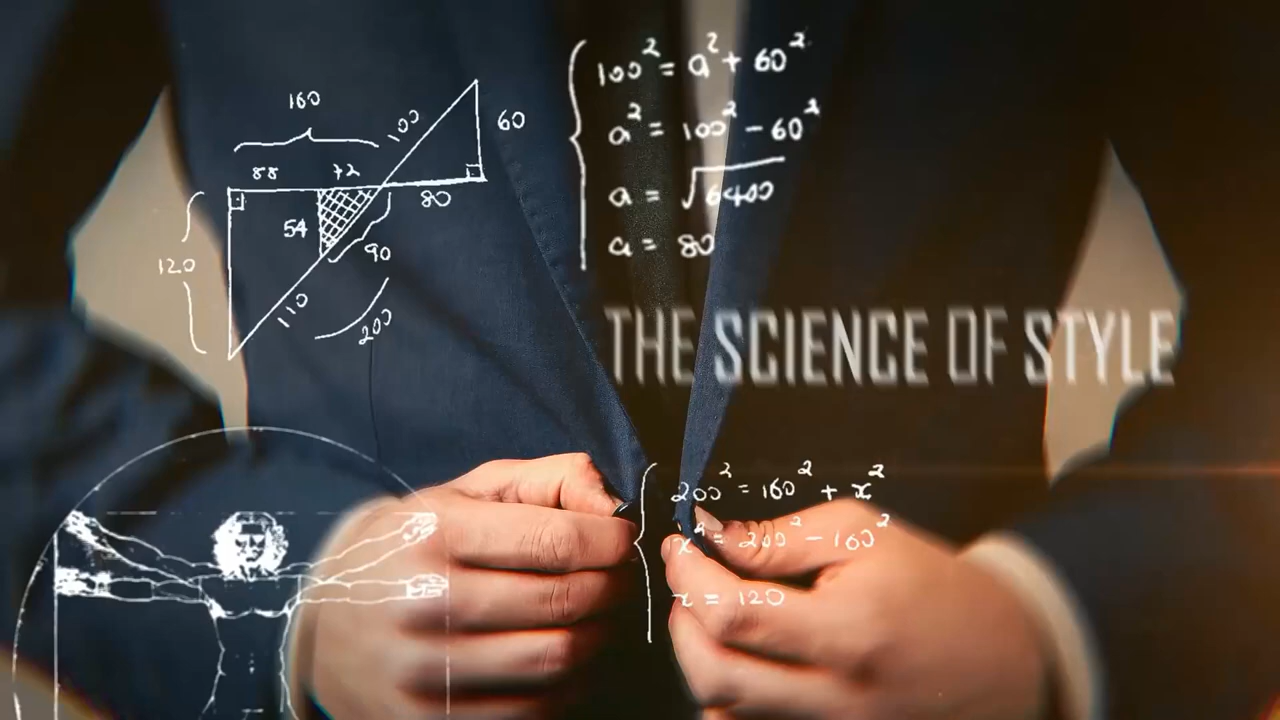 160
100
60
88
72
80
54
90
120
110
200
100² = a² + 60²
a² = 100² - 60²
a = √6400
a = 80
THE SCIENCE OF STYLE
200² = 160² + x²
x² = 200² - 160²
x = 120